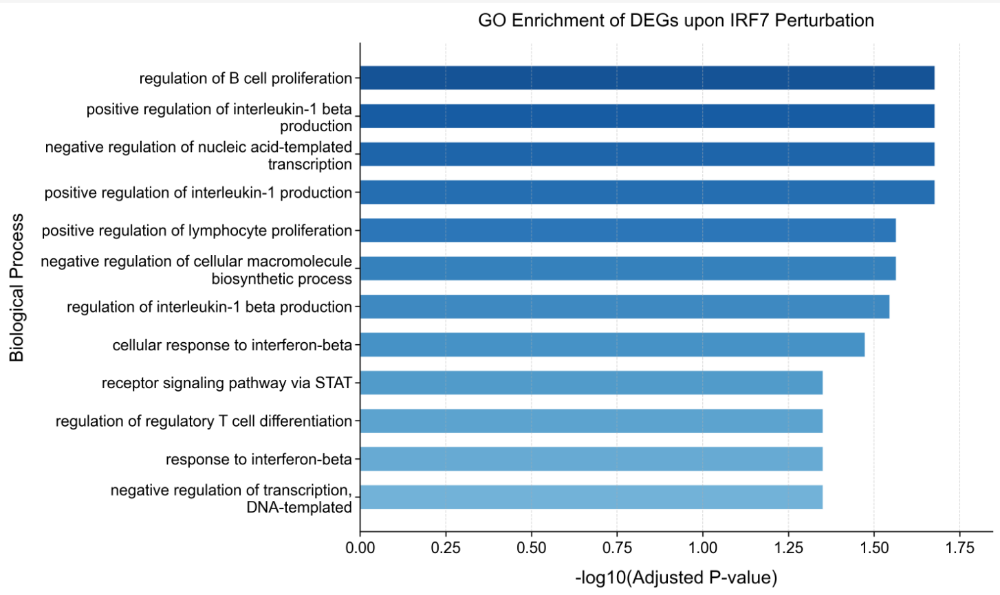 GO Enrichment of DEGs upon IRF7 Perturbation
Biological Process
regulation of B cell proliferation
positive regulation of interleukin-1 beta
production
negative regulation of nucleic acid-templated
transcription
positive regulation of interleukin-1 production
positive regulation of lymphocyte proliferation
negative regulation of cellular macromolecule
biosynthetic process
regulation of interleukin-1 beta production
cellular response to interferon-beta
receptor signaling pathway via STAT
regulation of regulatory T cell differentiation
response to interferon-beta
negative regulation of transcription,
DNA-templated
0.00 0.25 0.50 0.75 1.00 1.25 1.50 1.75
-log10(Adjusted P-value)